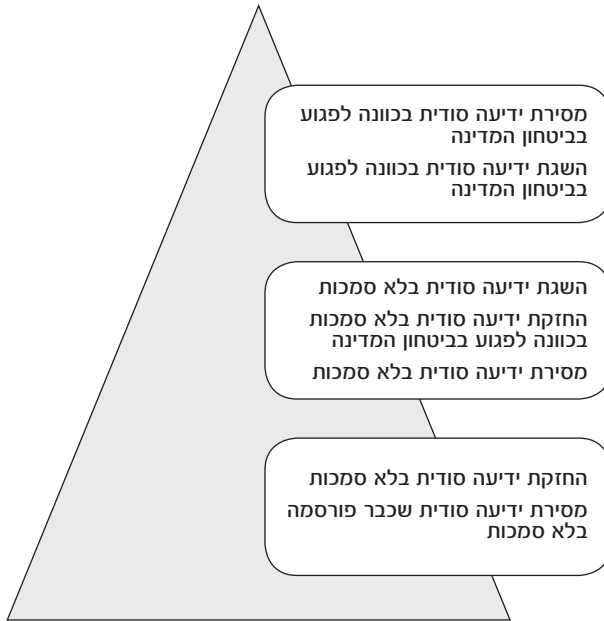 מסירת ידיעה סודית בכוונה לפגוע
בביטחון המדינה
השגת ידיעה סודית בכוונה לפגוע
בביטחון המדינה
השגת ידיעה סודית בלא סמכות
החזקת ידיעה סודית בלא סמכות
בכוונה לפגוע בביטחון המדינה
מסירת ידיעה סודית בלא סמכות
החזקת ידיעה סודית בלא סמכות
מסירת ידיעה סודית שכבר פורסמה
בלא סמכות